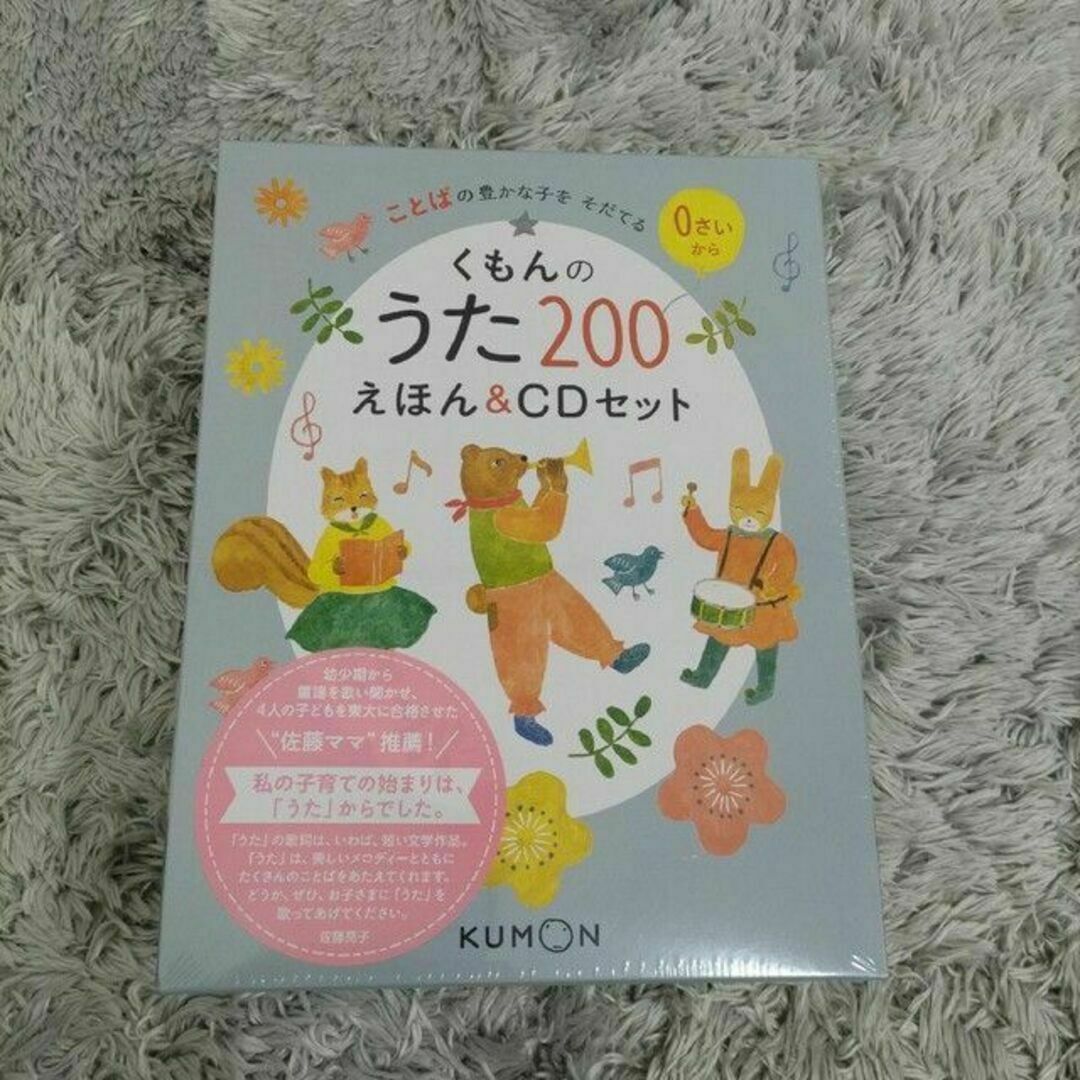 ことばの豊かな子を そだてる
0さい
から
くもんの
うた200
えほん&CDセット
幼少期から
童謡を歌い聞かせ、
4人の子どもを東大に合格させた
"佐藤ママ"推薦!
私の子育ての始まりは、
「うた」からでした。
「うた」の歌詞は、いわば、短い文学作品。
「うた」は、美しいメロディーとともに
たくさんのことばをあたえてくれます。
どうか、ぜひ、お子さまに「うた」を
歌ってあげてください。
佐藤亮子
KUMON